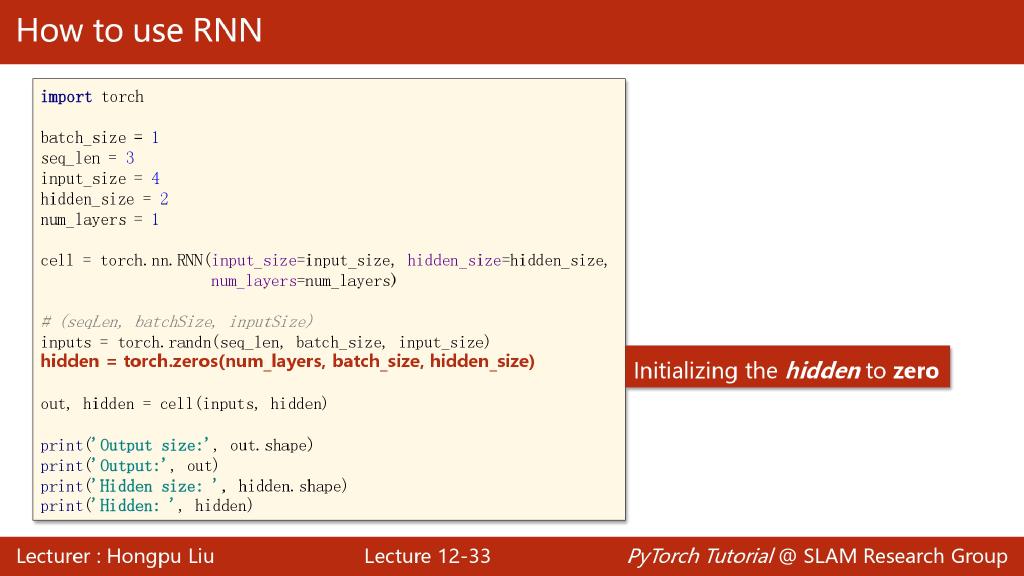 How to use RNN
import torch
batch_size = 1
seq_len = 3
input_size = 4
hidden_size = 2
num_layers = 1
cell = torch.nn.RNN(input_size=input_size, hidden_size=hidden_size,
num_layers=num_layers)
# (seqLen, batchSize, inputSize)
inputs = torch.randn(seq_len, batch_size, input_size)
hidden = torch.zeros(num_layers, batch_size, hidden_size)
Initializing the hidden to zero
out, hidden = cell(inputs, hidden)
print('Output size:', out.shape)
print('Output:', out)
print('Hidden size: ', hidden.shape)
print('Hidden: ', hidden)
Lecturer : Hongpu Liu
Lecture 12-33
PyTorch Tutorial @ SLAM Research Group